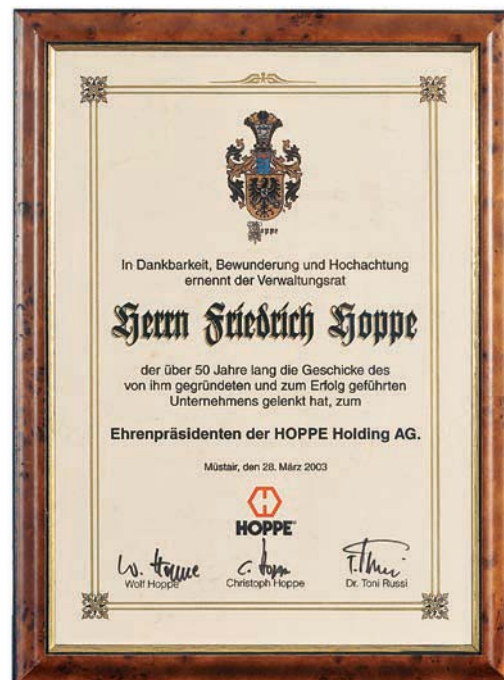 Hoppe
In Dankbarkeit, Bewunderung und Hochachtung
ernennt der Verwaltungsrat
Herrn Friedrich Hoppe
der über 50 Jahre lang die Geschicke des
von ihm gegründeten und zum Erfolg geführten
Unternehmens gelenkt hat, zum
Ehrenpräsidenten der HOPPE Holding AG.
Müstair, den 28. März 2003
HOPPE
W. Hoppe C. Hoppe
Wolf Hoppe Christoph Hoppe Dr. Toni Russi